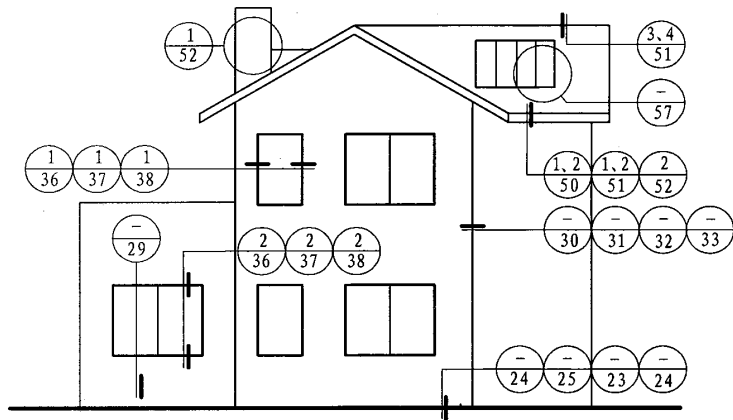 1
52
3、4
51
–
57
1 1 1
36 37 38
1、2 1、2 2
50 51 52
– – – –
30 31 32 33
–
29
2 2 2
36 37 38
– – – –
24 25 23 24